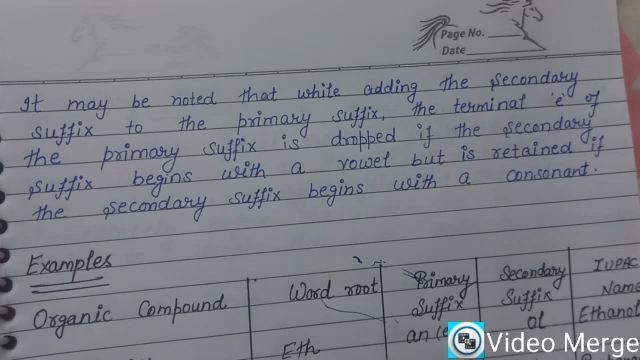 Page No.
Date
It may be noted that while adding the secondary
suffix to the primary suffix, the terminal 'e' of
the primary suffix is dropped if the secondary
suffix begins with a vowel but is retained if
the secondary suffix begins with a consonant.
Examples
Organic Compound Word root Primary Suffix Secondary Suffix IUPAC Name
Eth an (e) ol Ethanol
Video Merge